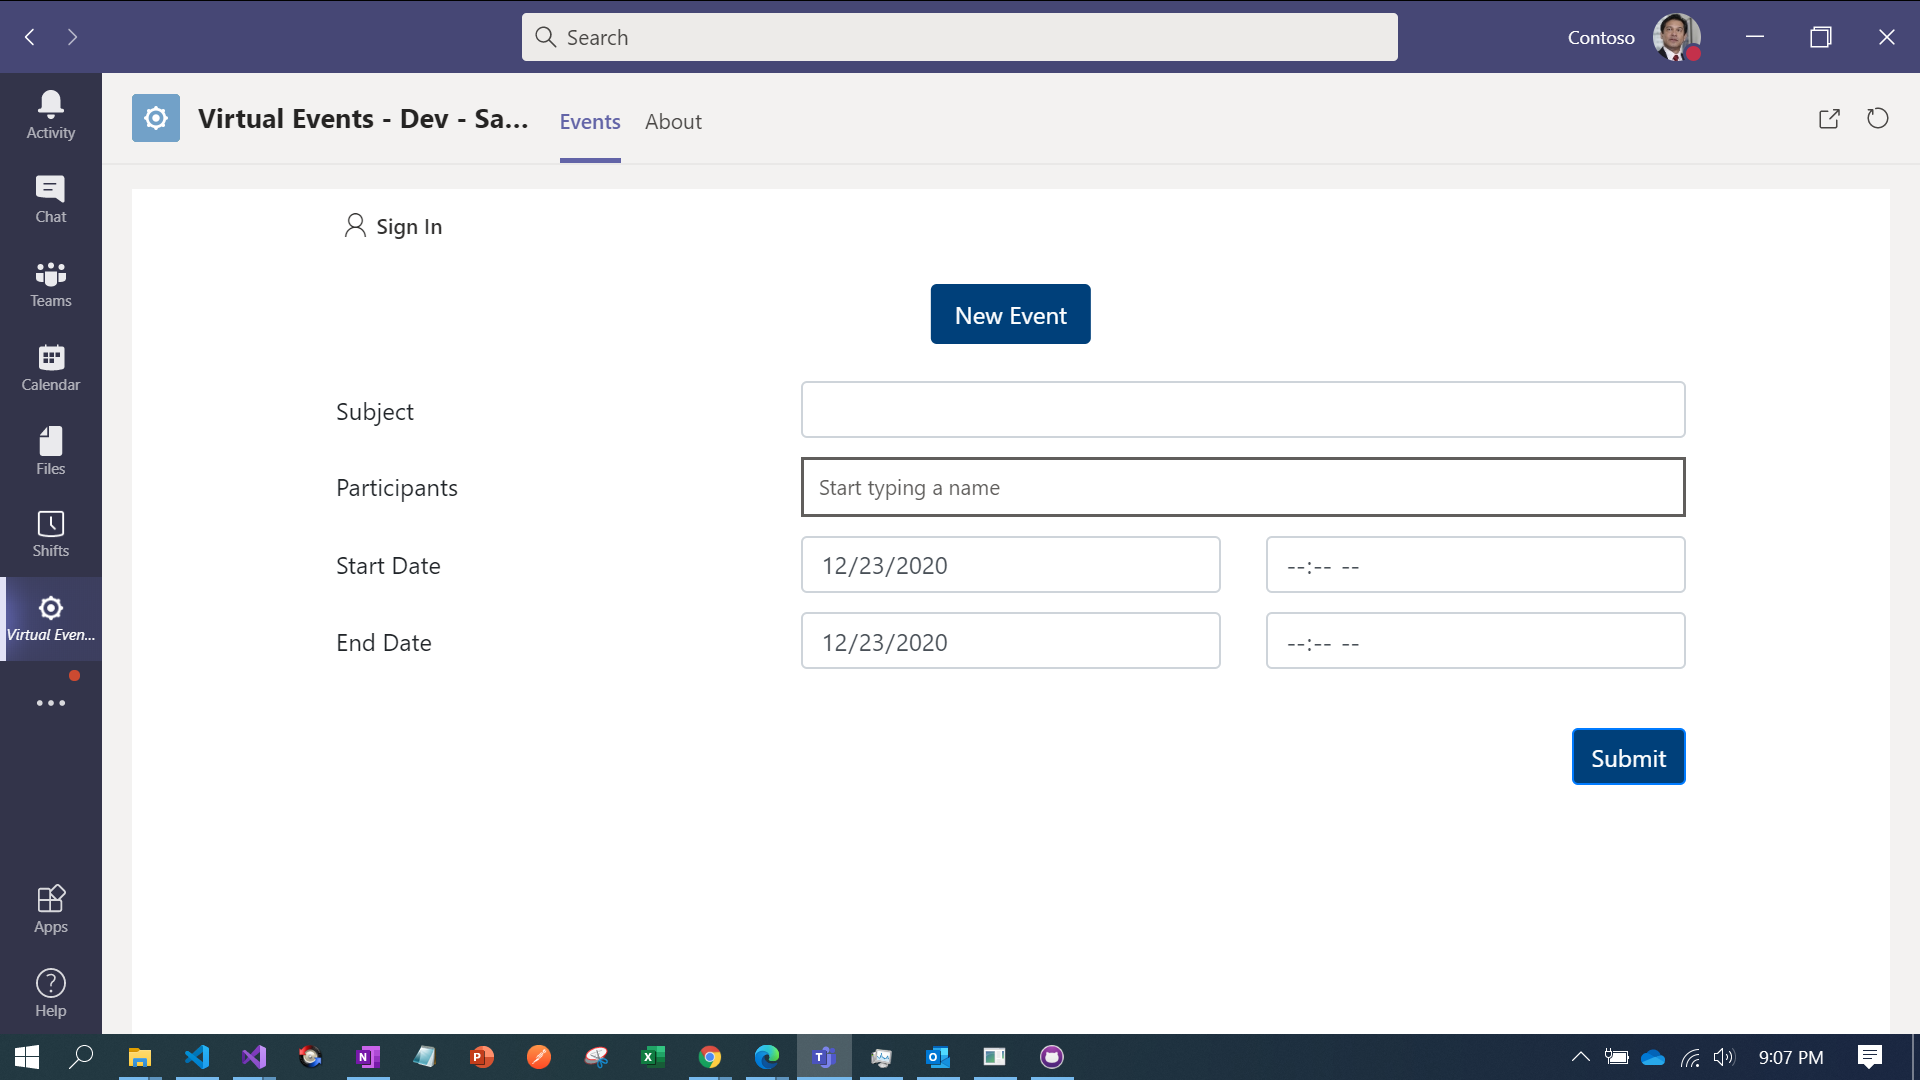 Search
Contoso
Activity
Chat
Teams
Calendar
Files
Shifts
Virtual Even...
Apps
Help
Virtual Events - Dev - Sa...
Events
About
Sign In
New Event
Subject
Participants
Start typing a name
Start Date
12/23/2020
--:-- --
End Date
12/23/2020
--:-- --
Submit
9:07 PM